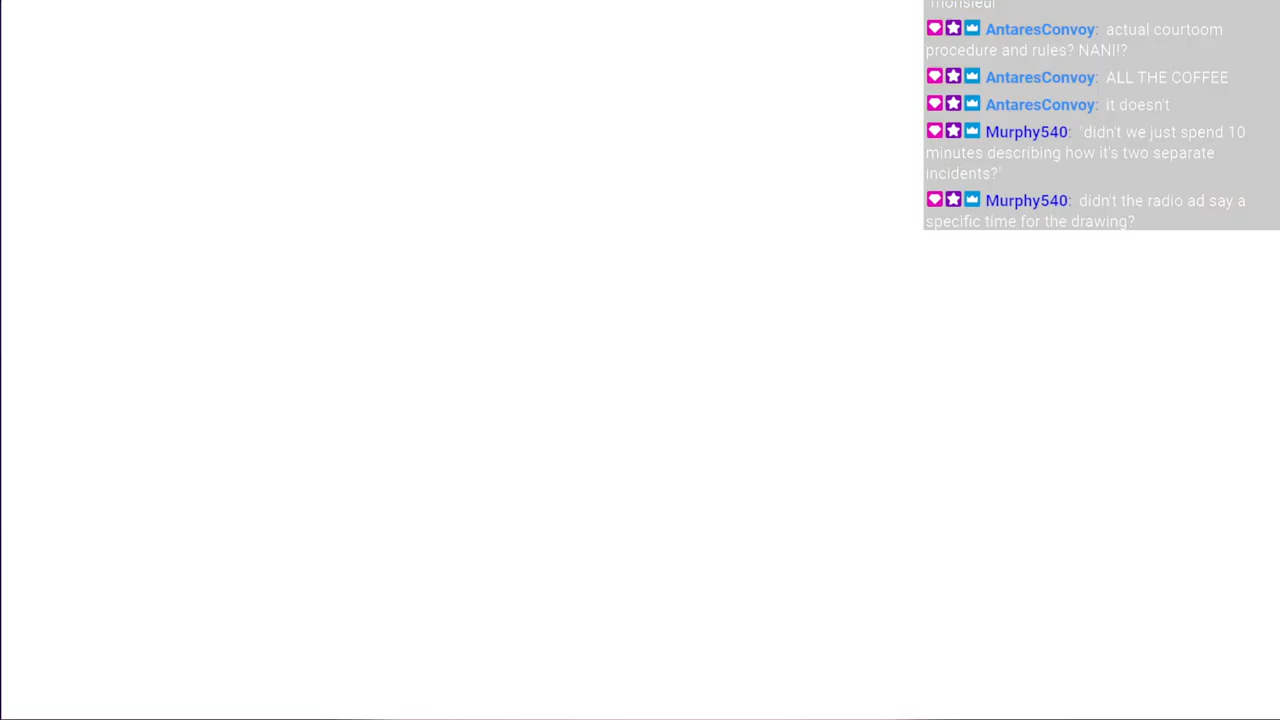 "monsieur
AntaresConvoy: actual courtoom
procedure and rules? NANI!?
AntaresConvoy: ALL THE COFFEE
AntaresConvoy: it doesn't
Murphy540: "didn't we just spend 10
minutes describing how it's two separate
incidents?"
Murphy540: didn't the radio ad say a
specific time for the drawing?